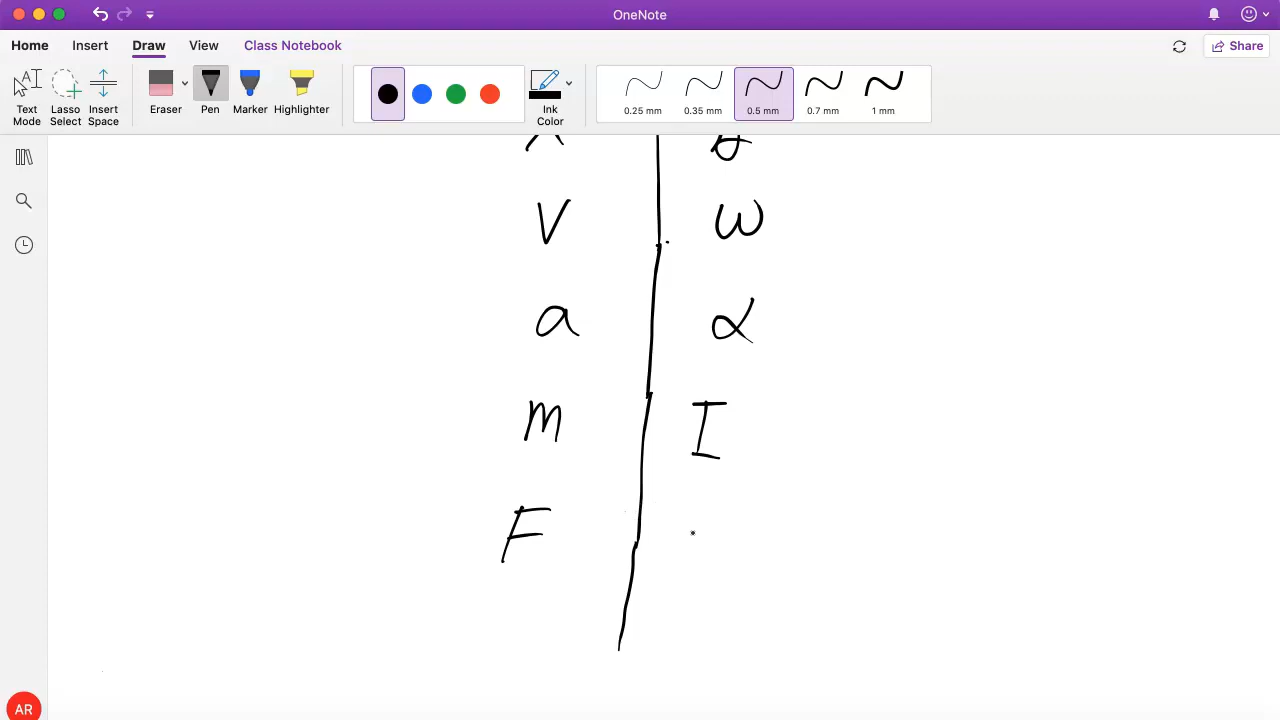 OneNote
Home Insert Draw View Class Notebook Share
Text Mode Lasso Select Insert Space Eraser Pen Marker Highlighter Ink Color 0.25 mm 0.35 mm 0.5 mm 0.7 mm 1 mm
V ω
a α
m I
F
AR